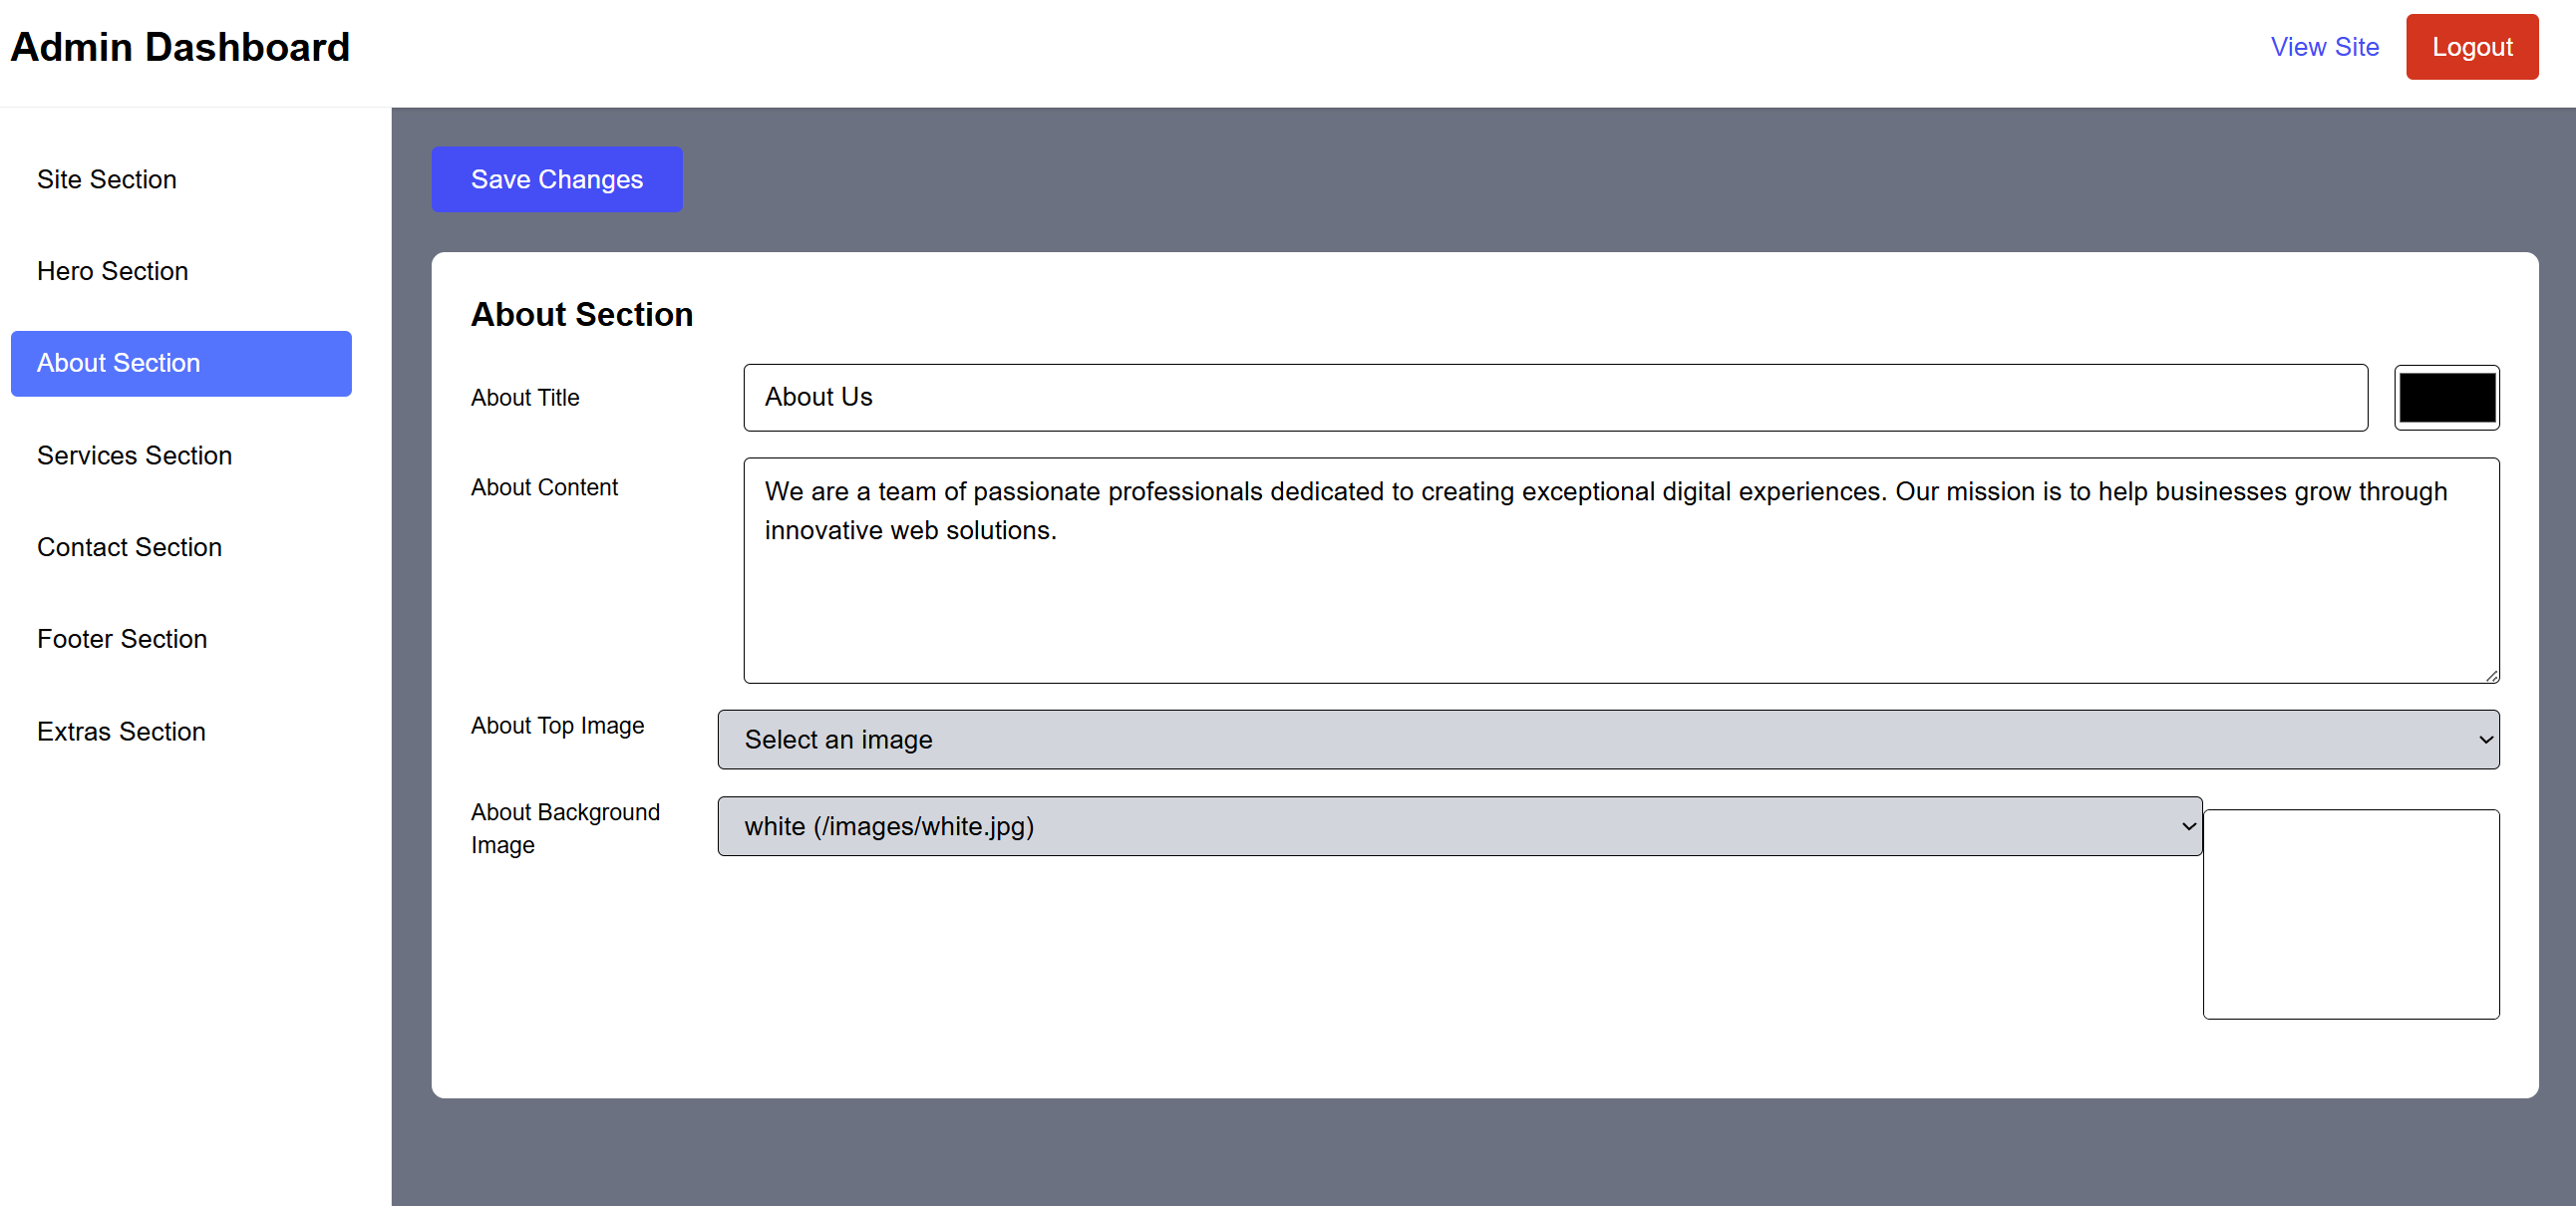 Admin Dashboard
View Site
Logout
Site Section
Hero Section
About Section
Services Section
Contact Section
Footer Section
Extras Section
Save Changes
About Section
About Title
About Us
About Content
We are a team of passionate professionals dedicated to creating exceptional digital experiences. Our mission is to help businesses grow through
innovative web solutions.
About Top Image
Select an image
About Background
Image
white (/images/white.jpg)